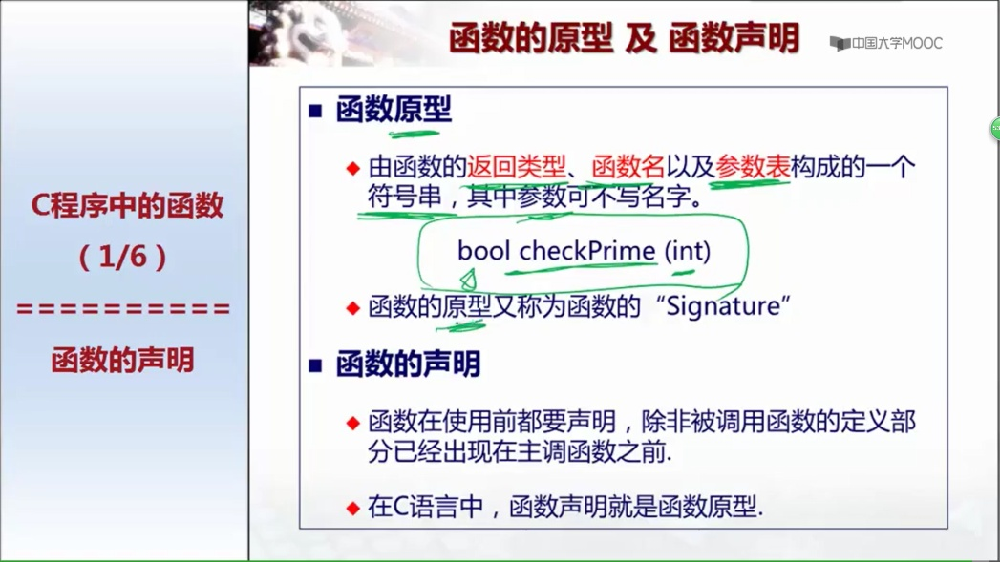 函数的原型 及 函数声明
中国大学MOOC
C程序中的函数
（1/6）
==========
函数的声明
函数原型
由函数的返回类型、函数名以及参数表构成的一个
符号串，其中参数可不写名字。
bool checkPrime (int)
函数的原型又称为函数的“Signature”
函数的声明
函数在使用前都要声明，除非被调用函数的定义部
分已经出现在主调函数之前.
在C语言中，函数声明就是函数原型.